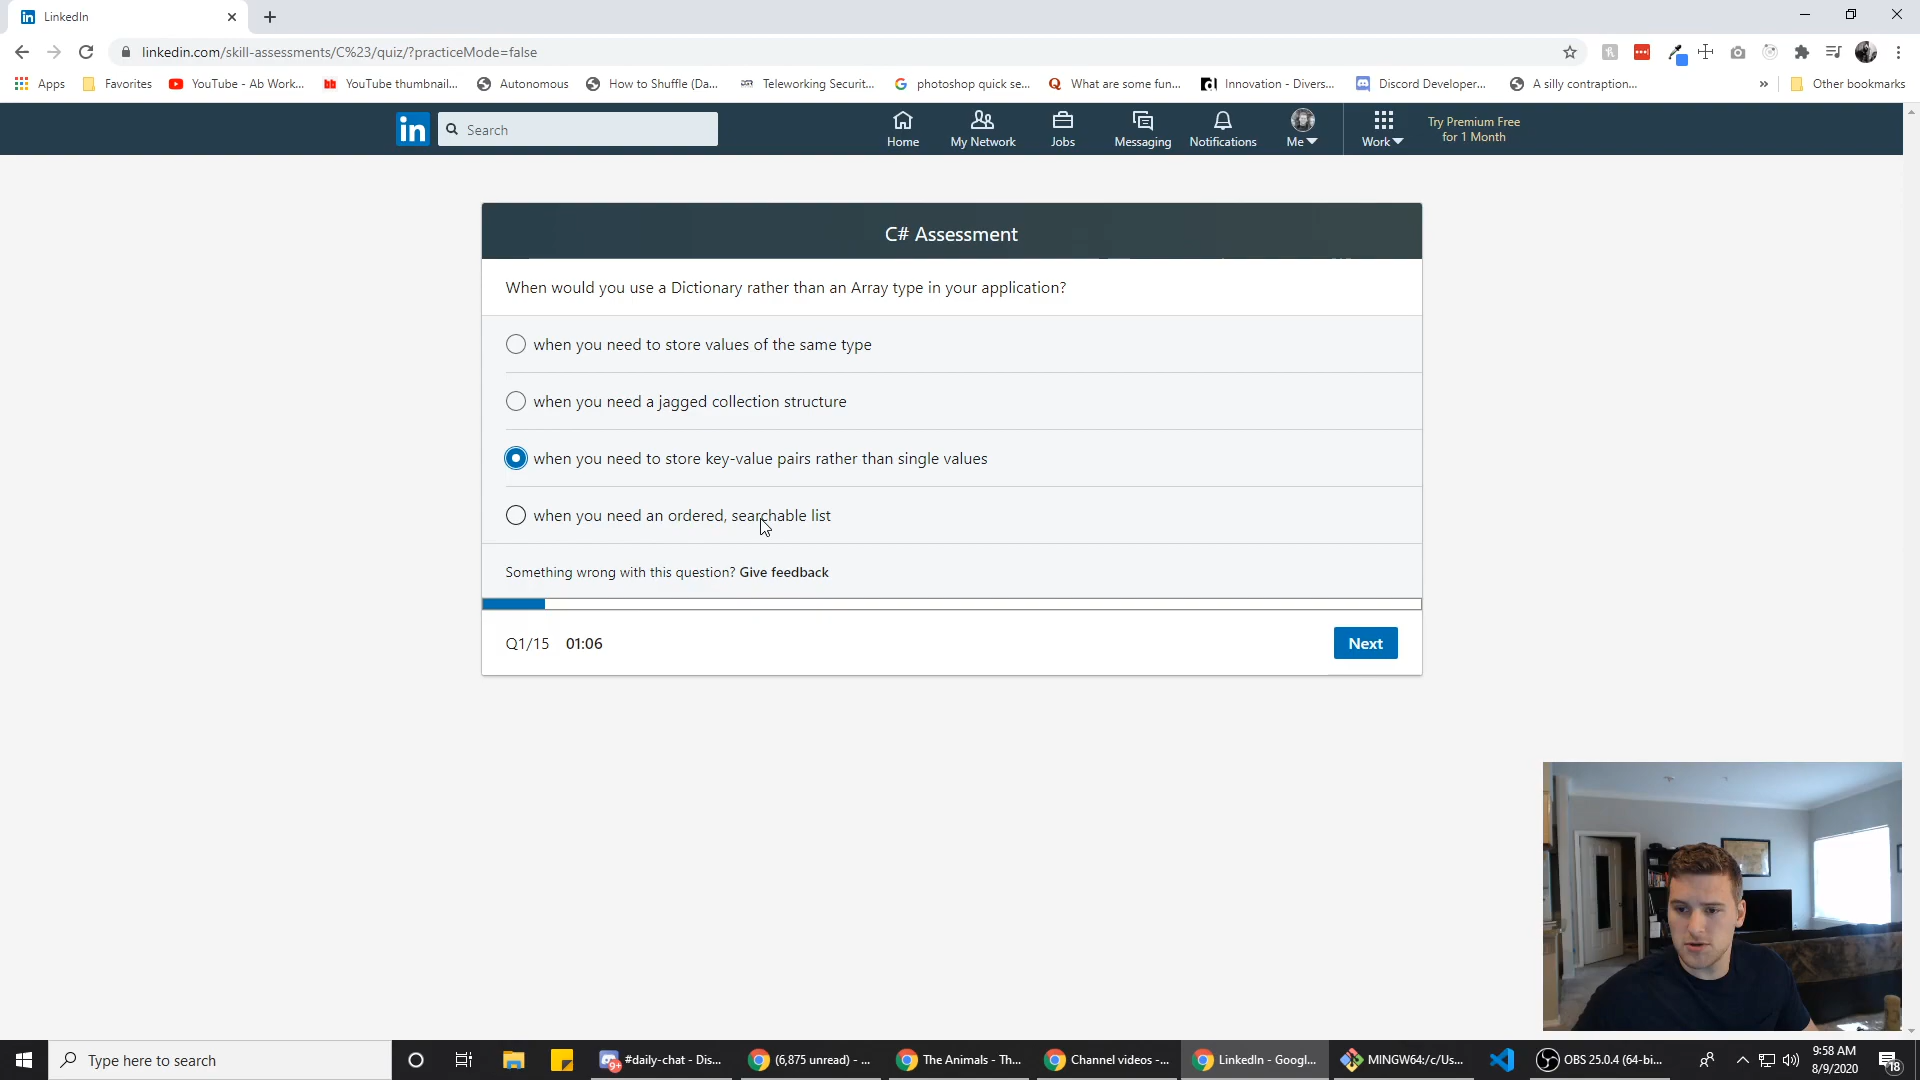 LinkedIn
linkedin.com/skill-assessments/C%23/quiz/?practiceMode=false
Apps Favorites YouTube - Ab Work... YouTube thumbnail... Autonomous How to Shuffle (Da... Teleworking Securit... photoshop quick se... What are some fun... Innovation - Divers... Discord Developer... A silly contraption... » Other bookmarks
in Search Home My Network Jobs Messaging Notifications Me Work Try Premium Free
for 1 Month
C# Assessment
When would you use a Dictionary rather than an Array type in your application?
when you need to store values of the same type
when you need a jagged collection structure
when you need to store key-value pairs rather than single values
when you need an ordered, searchable list
Something wrong with this question? Give feedback
Q1/15 01:06 Next
Type here to search #daily-chat - Dis... (6,875 unread) - ... The Animals - Th... Channel videos -... LinkedIn - Googl... MINGW64:/c/Us... OBS 25.0.4 (64-bi... 9:58 AM
8/9/2020 18